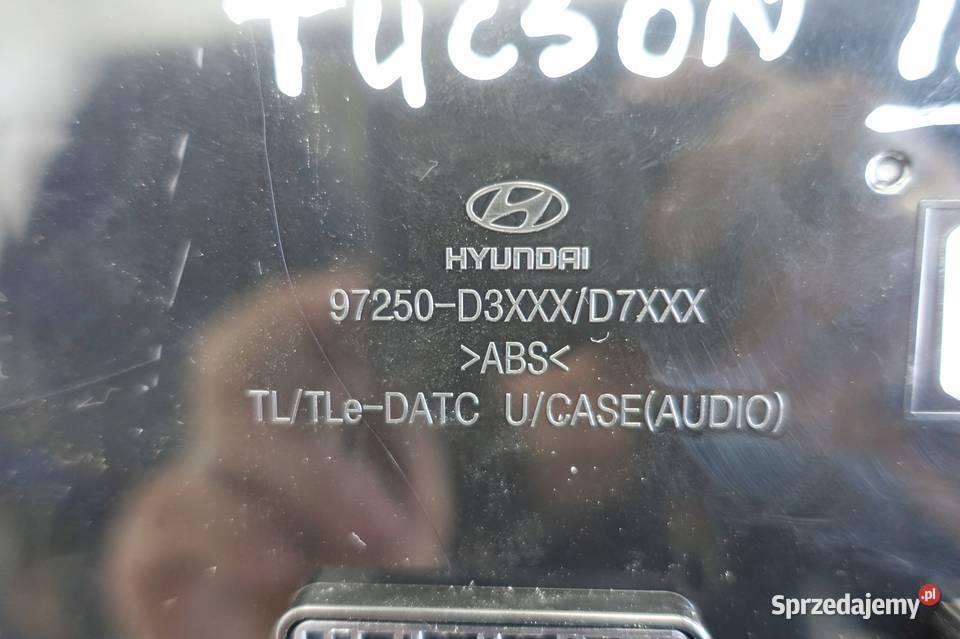 TUCSON
HYUNDAI
97250-D3XXX/D7XXX
>ABS<
TL/TLe-DATC U/CASE(AUDIO)
Sprzedajemy.pl